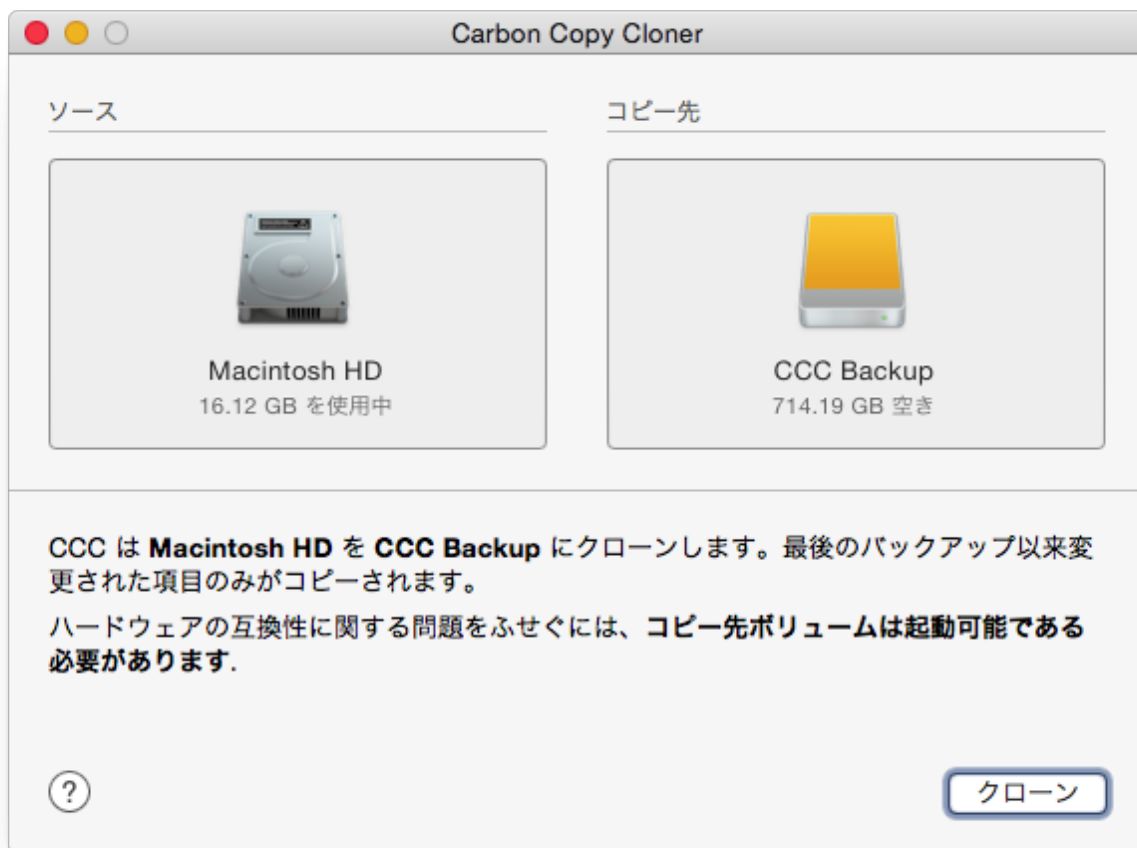 Carbon Copy Cloner
ソース
コピー先
Macintosh HD
16.12 GB を使用中
CCC Backup
714.19 GB 空き
CCC は Macintosh HD を CCC Backup にクローンします。最後のバックアップ以来変
更された項目のみがコピーされます。
ハードウェアの互換性に関する問題をふせぐには、コピー先ボリュームは起動可能である
必要があります.
?
クローン